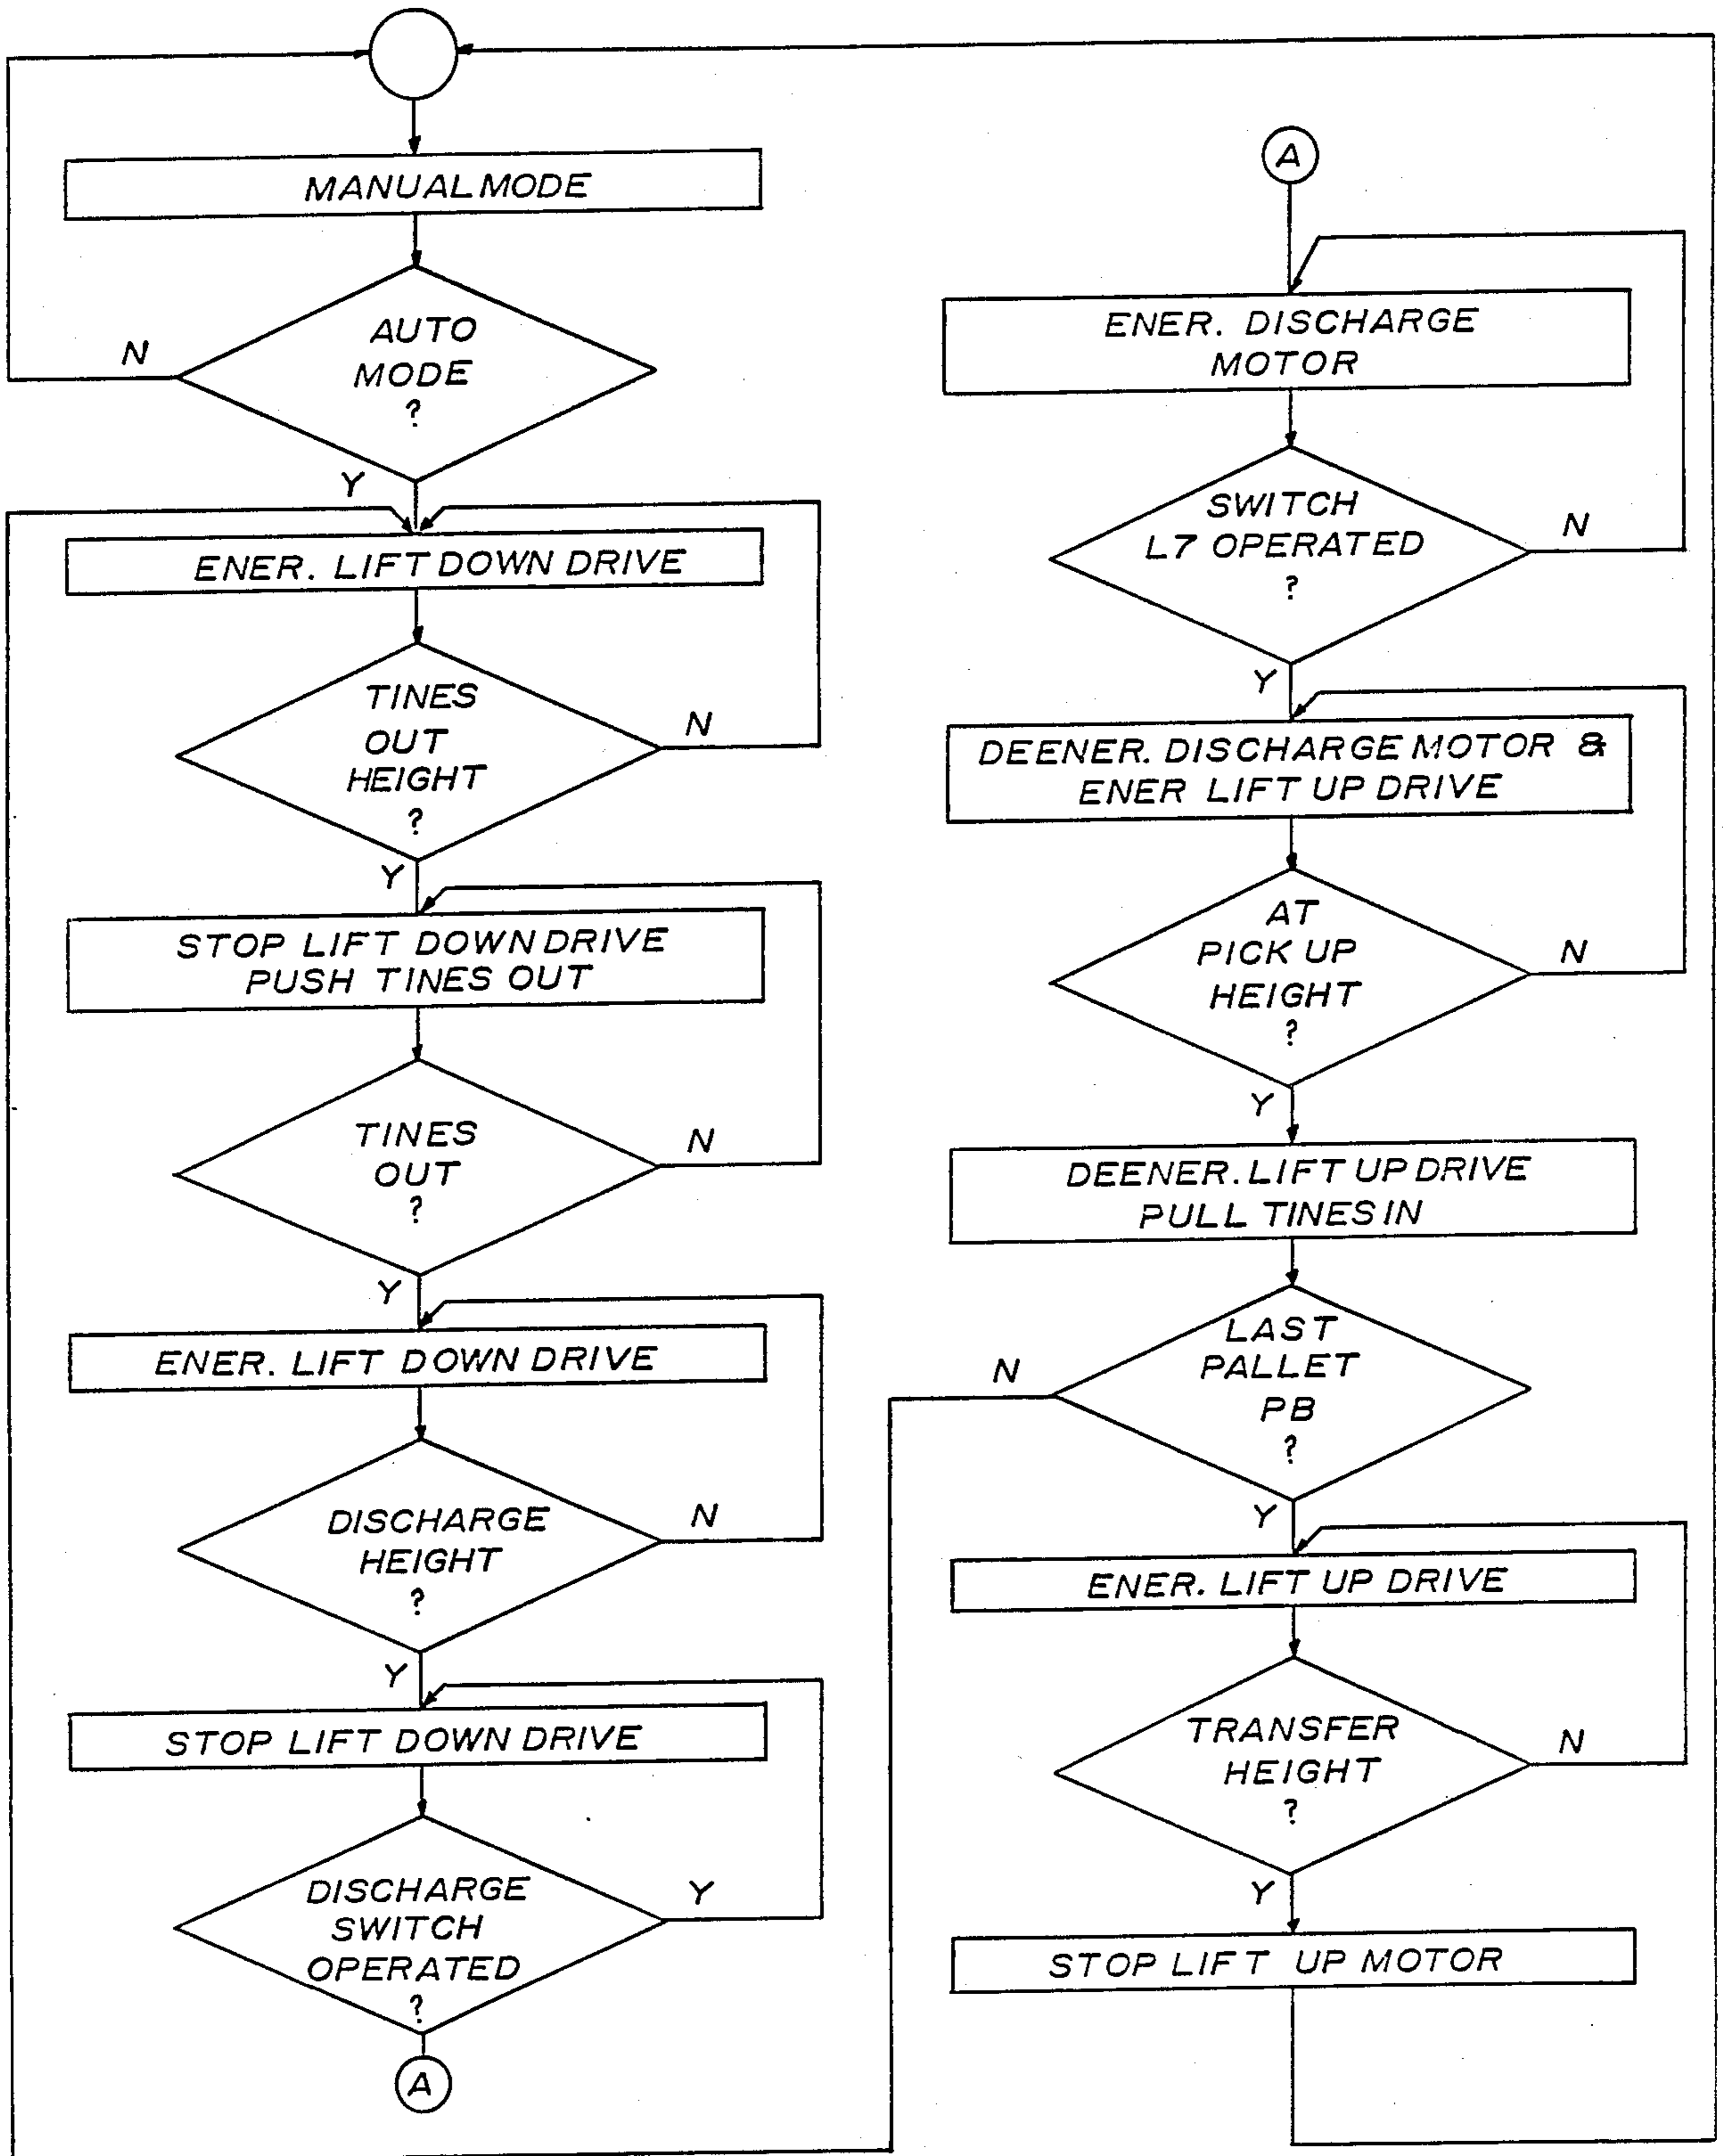 MANUAL MODE
AUTO
MODE
?
N
Y
ENER. LIFT DOWN DRIVE
TINES
OUT
HEIGHT
?
N
Y
STOP LIFT DOWN DRIVE
PUSH TINES OUT
TINES
OUT
?
N
Y
ENER. LIFT DOWN DRIVE
DISCHARGE
HEIGHT
?
N
Y
STOP LIFT DOWN DRIVE
DISCHARGE
SWITCH
OPERATED
?
Y
A
A
ENER. DISCHARGE
MOTOR
SWITCH
L7 OPERATED
?
N
Y
DEENER. DISCHARGE MOTOR &
ENER LIFT UP DRIVE
AT
PICK UP
HEIGHT
?
N
Y
DEENER. LIFT UP DRIVE
PULL TINES IN
LAST
PALLET
PB
?
N
Y
ENER. LIFT UP DRIVE
TRANSFER
HEIGHT
?
N
Y
STOP LIFT UP MOTOR